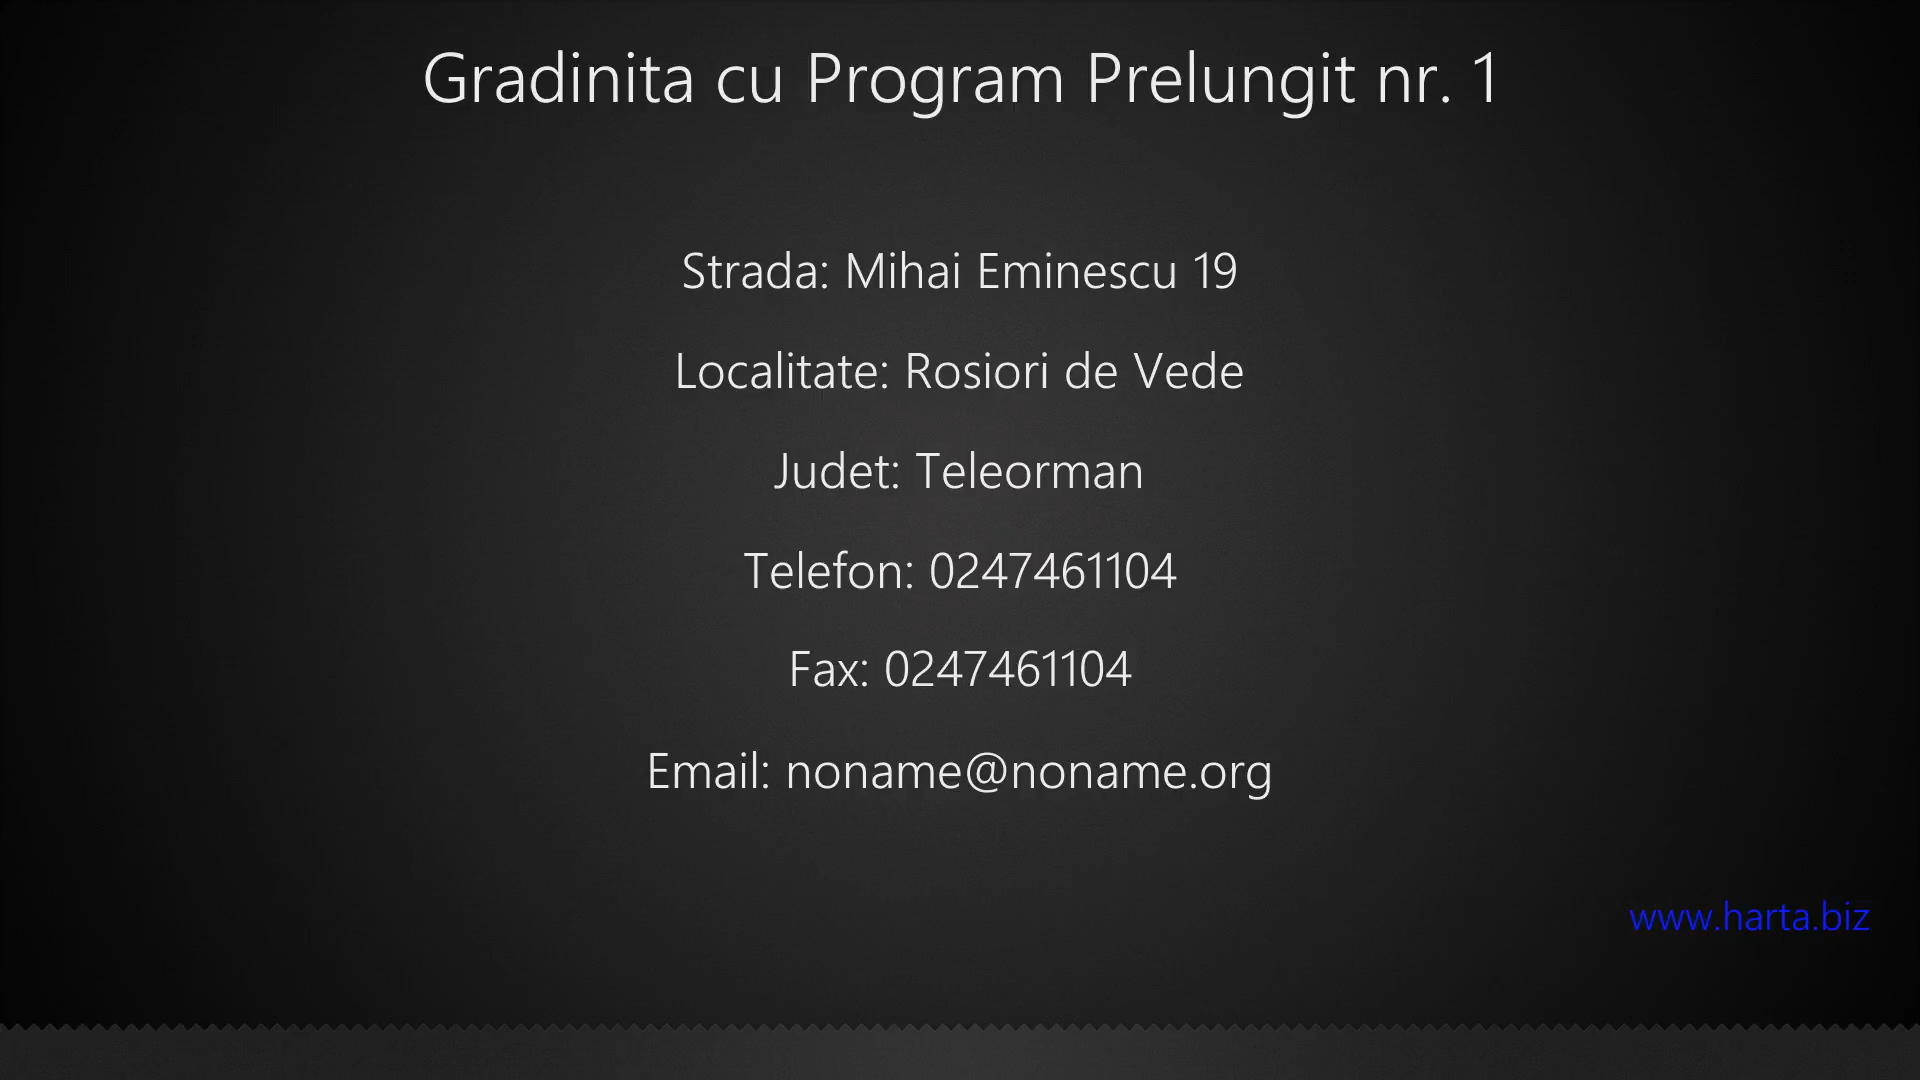 Gradinita cu Program Prelungit nr. 1
Strada: Mihai Eminescu 19
Localitate: Rosiori de Vede
Judet: Teleorman
Telefon: 0247461104
Fax: 0247461104
Email: noname@noname.org
www.harta.biz